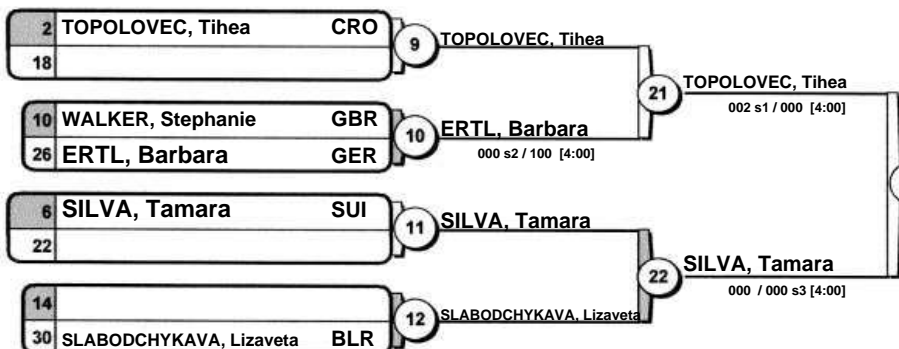 2 TOPOLOVEC, Tihea CRO
18
9
TOPOLOVEC, Tihea
10 WALKER, Stephanie GBR
26 ERTL, Barbara GER
10
ERTL, Barbara
000 s2 / 100 [4:00]
21
TOPOLOVEC, Tihea
002 s1 / 000 [4:00]
6 SILVA, Tamara SUI
22
11
SILVA, Tamara
14
30 SLABODCHYKAVA, Lizaveta BLR
12
SLABODCHYKAVA, Lizaveta
22
SILVA, Tamara
000 / 000 s3 [4:00]